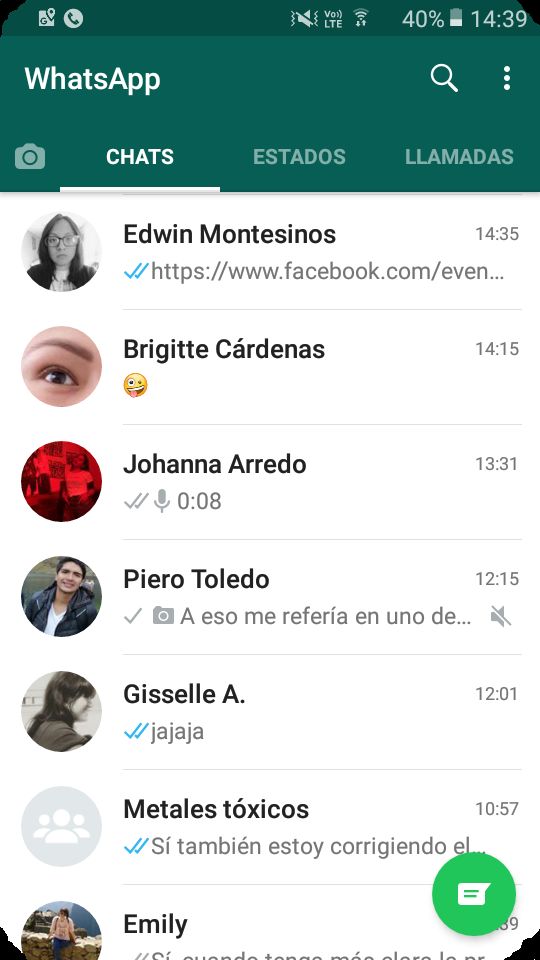 Vo))
LTE
40%
14:39
WhatsApp
CHATS
ESTADOS
LLAMADAS
Edwin Montesinos
14:35
https://www.facebook.com/even...
Brigitte Cárdenas
14:15
Johanna Arredo
13:31
0:08
Piero Toledo
12:15
A eso me refería en uno de...
Gisselle A.
12:01
jajaja
Metales tóxicos
10:57
Sí también estoy corrigiendo el...
Emily
Sí, cuando tenga más clara la pr